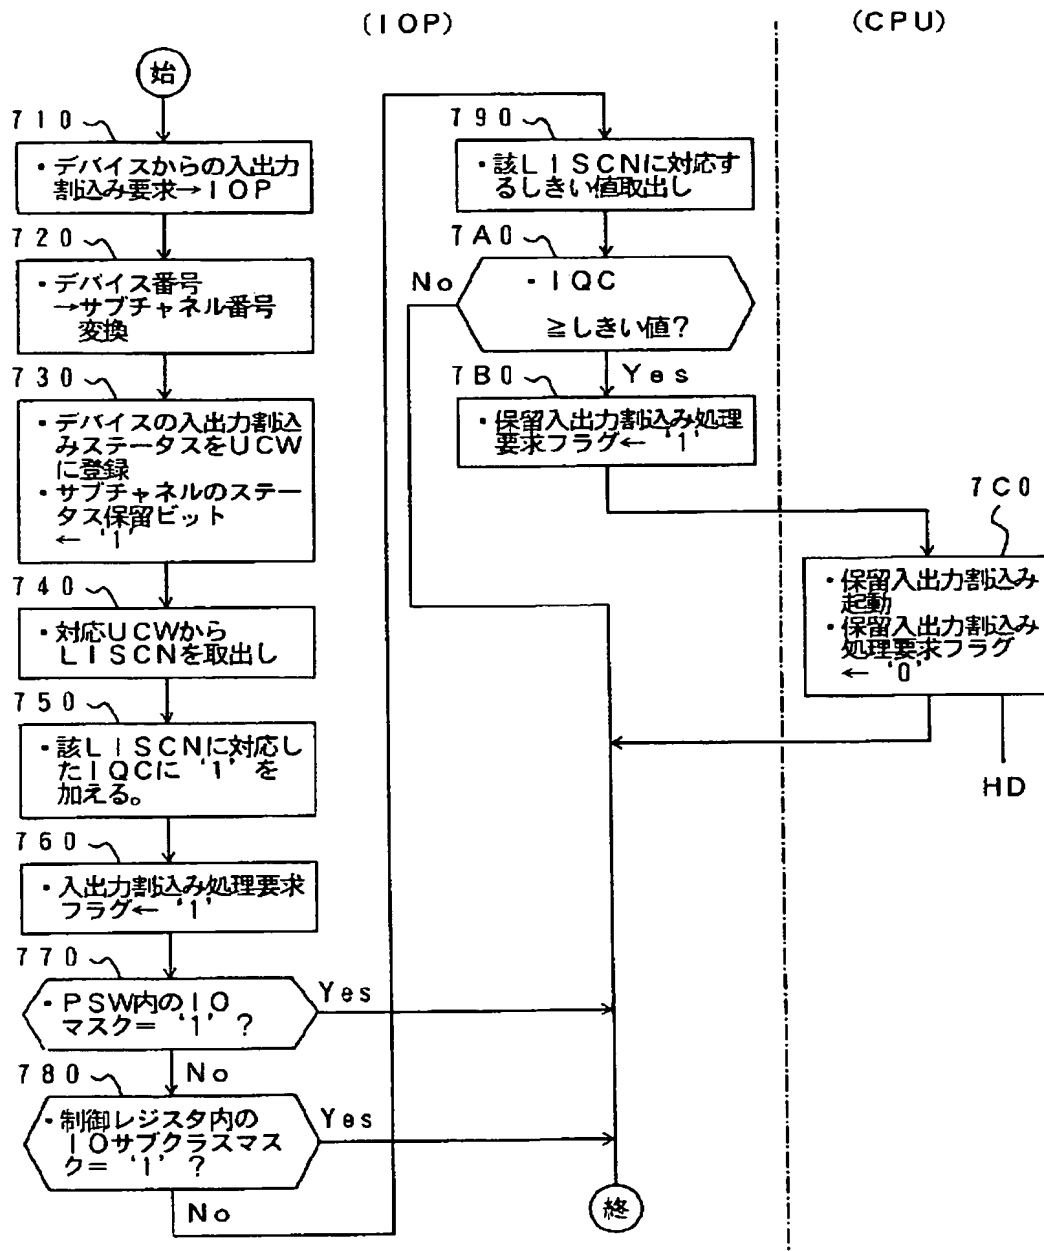 (IOP)
(CPU)
始
710
・デバイスからの入出力
割込み要求→IOP
720
・デバイス番号
→サブチャネル番号
変換
730
・デバイスの入出力割込
みステータスをUCW
に登録
・サブチャネルのステー
タス保留ビット
← '1'
740
・対応UCWから
LISCNを取出し
750
・該LISCNに対応し
たIQCに '1' を
加える。
760
・入出力割込み処理要求
フラグ← '1'
770
・PSW内のIO
マスク= '1' ?
Yes
No
780
・制御レジスタ内の
IOサブクラスマス
ク= '1' ?
Yes
No
790
・該LISCNに対応す
るしきい値取出し
7A0
・IQC
≧しきい値?
No
Yes
7B0
・保留入出力割込み処理
要求フラグ← '1'
7C0
・保留入出力割込み
起動
・保留入出力割込み
処理要求フラグ
← '0'
HD
終